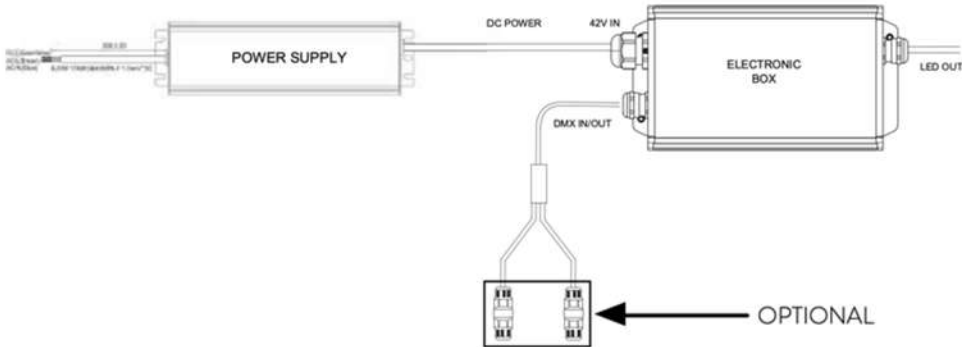 DC POWER
42V IN
POWER SUPPLY
ELECTRONIC
BOX
LED OUT
DMX IN/OUT
OPTIONAL